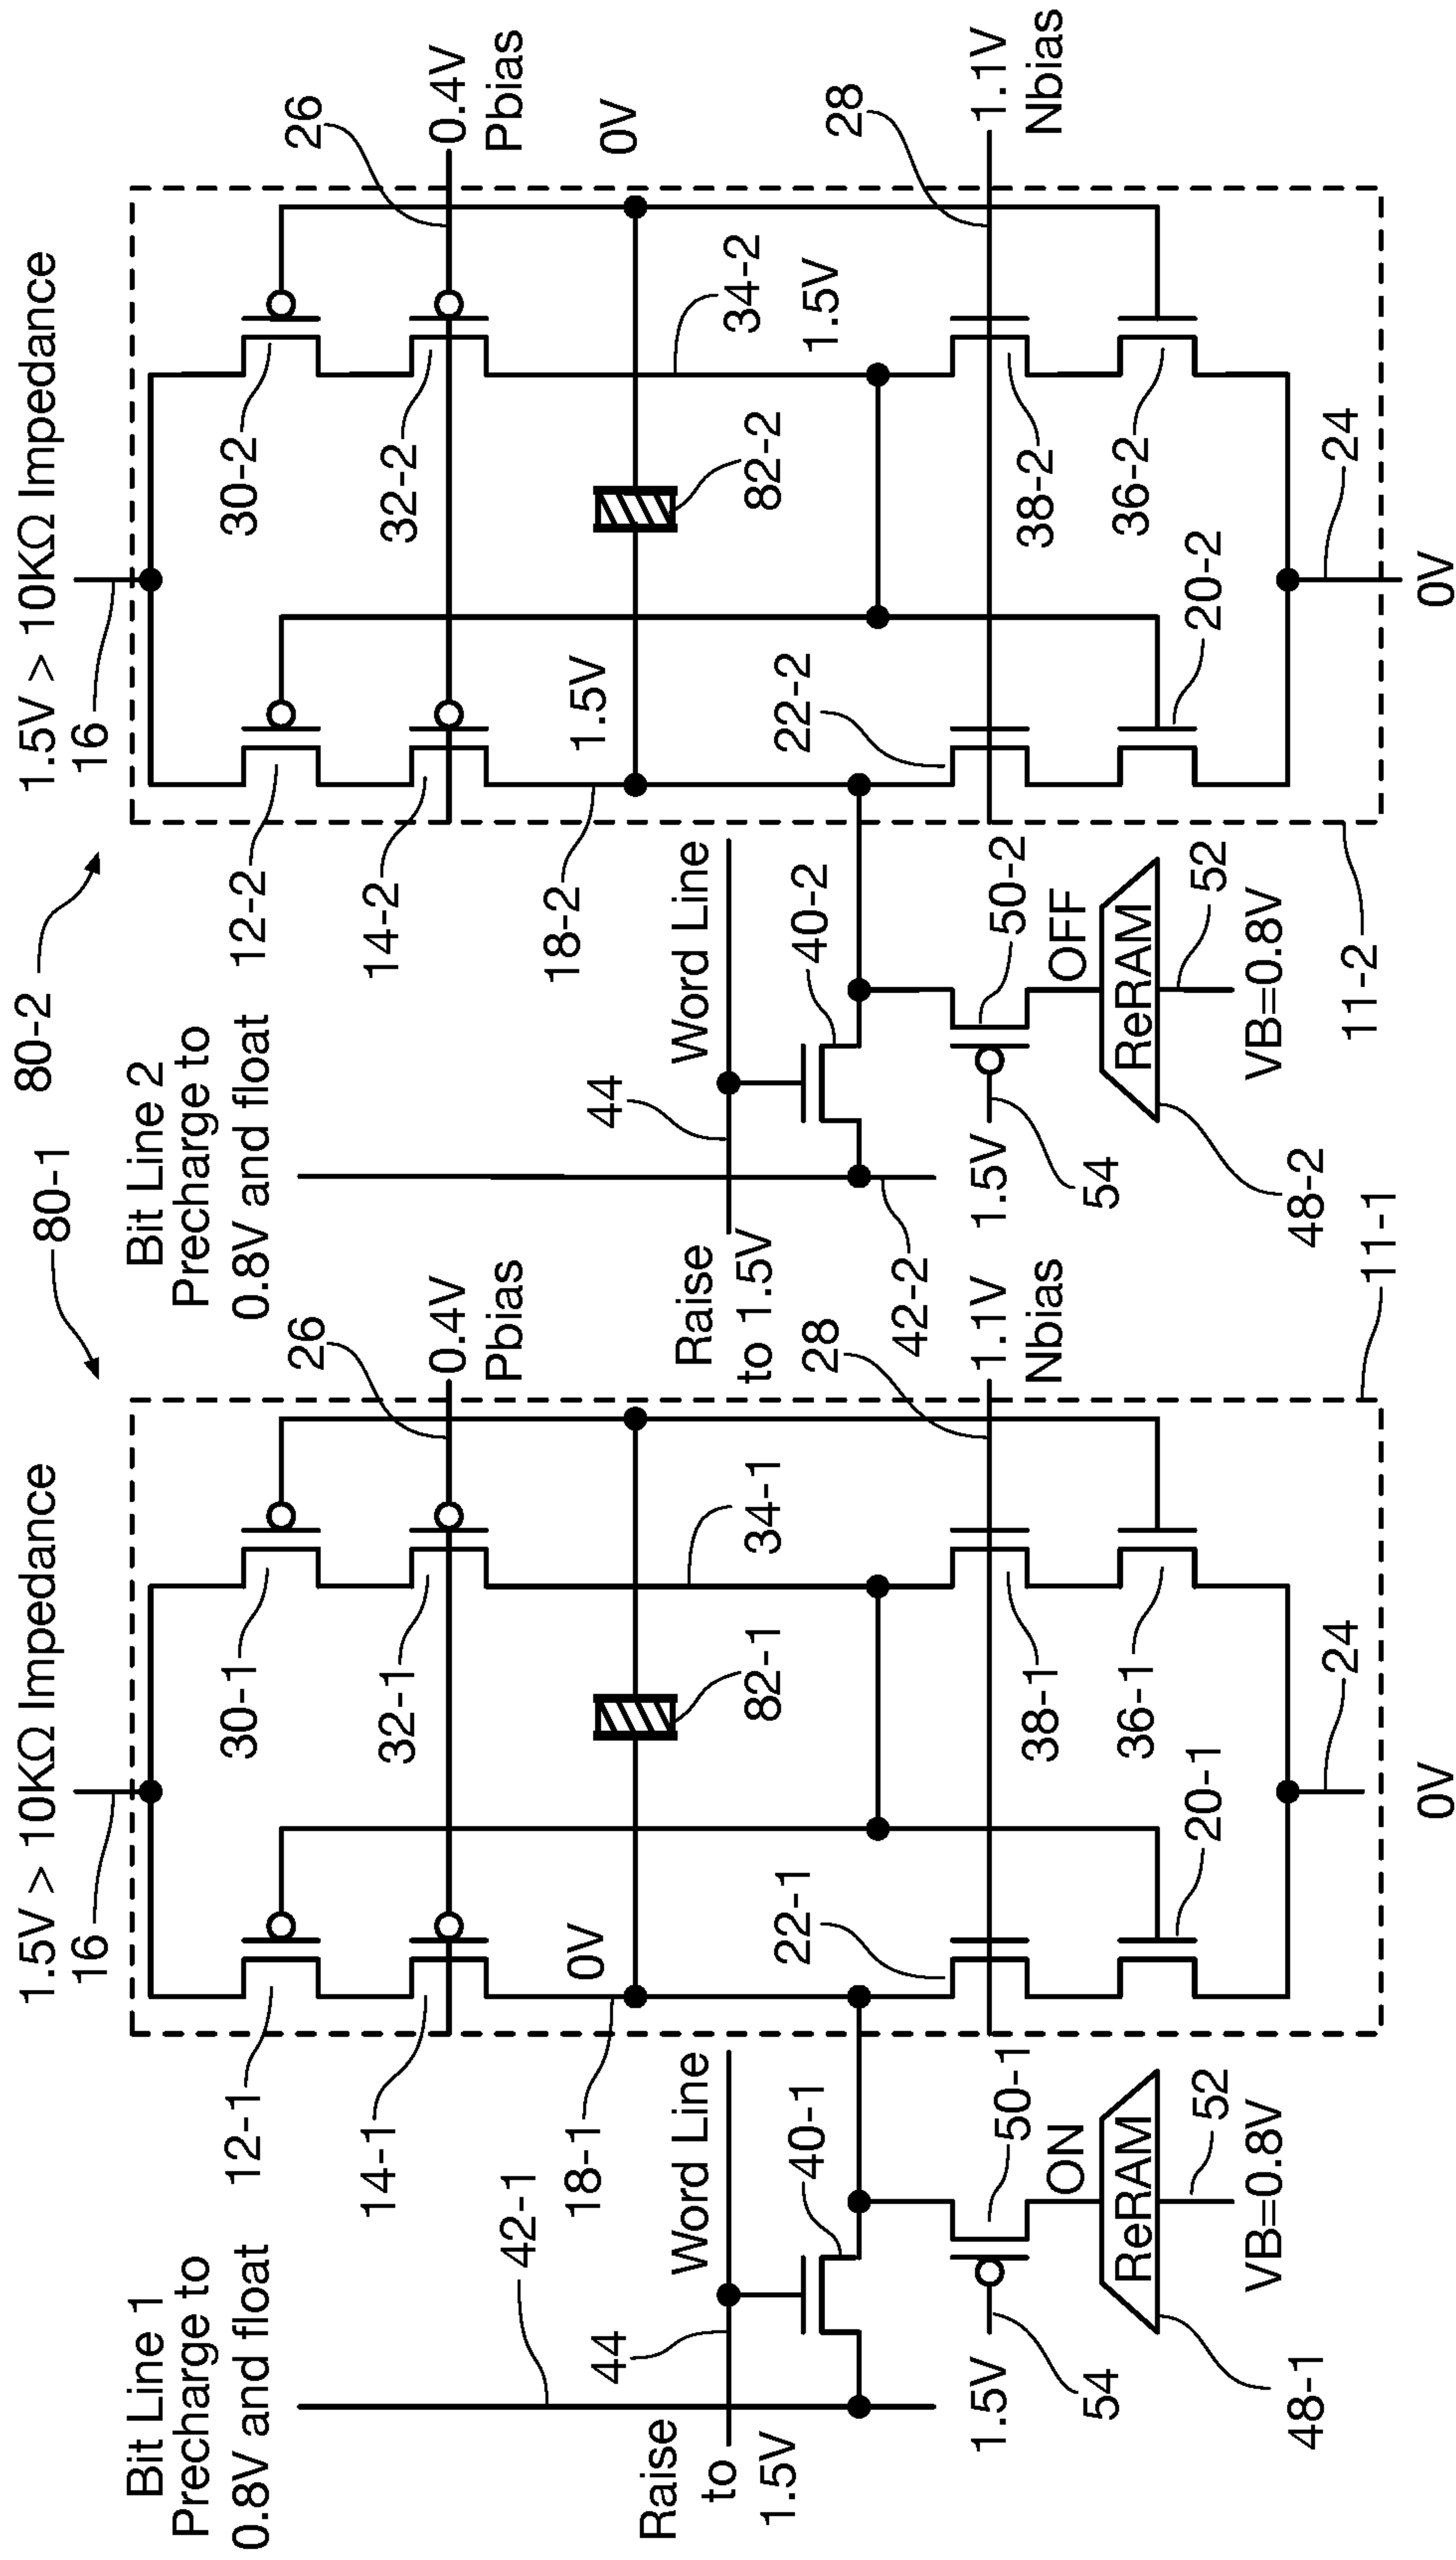 80-1
80-2
Bit Line 1
Precharge to
0.8V and float
1.5V > 10KΩ Impedance
16
12-1
14-1
18-1
0V
30-1
32-1
82-1
34-1
26
0.4V
Pbias
42-1
44
Word Line
Raise
to
1.5V
40-1
22-1
20-1
38-1
36-1
28
1.1V
Nbias
1.5V
54
50-1
ON
ReRAM
52
VB=0.8V
48-1
24
0V
11-1
Bit Line 2
Precharge to
0.8V and float
1.5V > 10KΩ Impedance
16
12-2
14-2
18-2
1.5V
30-2
32-2
82-2
34-2
1.5V
26
0.4V
Pbias
0V
44
Word Line
Raise
to 1.5V
42-2
40-2
22-2
20-2
38-2
36-2
28
1.1V
Nbias
1.5V
54
50-2
OFF
ReRAM
52
VB=0.8V
48-2
24
0V
11-2